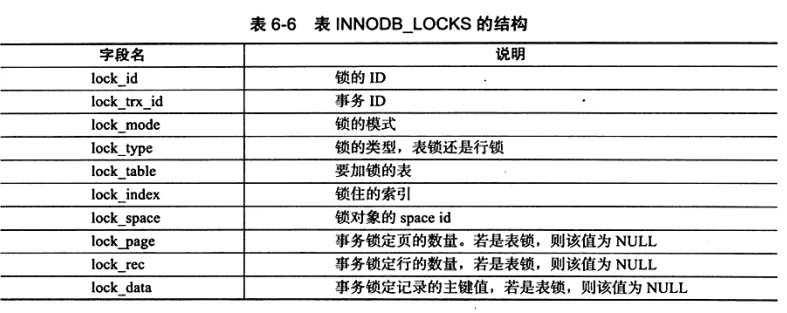 表 6-6 表 INNODB_LOCKS 的结构
字段名 说明
lock_id 锁的 ID
lock_trx_id 事务 ID
lock_mode 锁的模式
lock_type 锁的类型，表锁还是行锁
lock_table 要加锁的表
lock_index 锁住的索引
lock_space 锁对象的 space id
lock_page 事务锁定页的数量。若是表锁，则该值为 NULL
lock_rec 事务锁定行的数量，若是表锁，则该值为 NULL
lock_data 事务锁定记录的主键值，若是表锁，则该值为 NULL